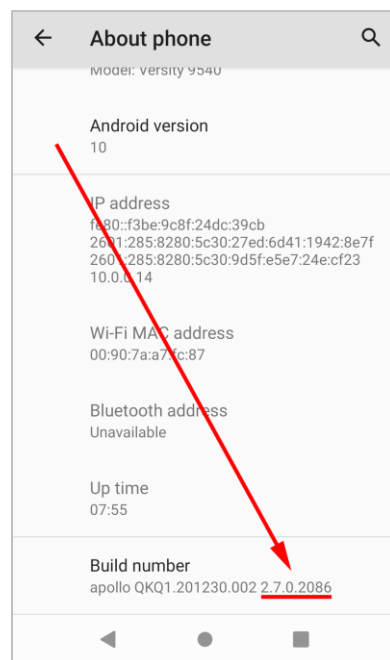 About phone
Model: Versity 9540
Android version
10
IP address
fe80::f3be:9c8f:24dc:39cb
2601:285:8280:5c30:27ed:6d41:1942:8e7f
2601:285:8280:5c30:9d5f:e5e7:24e:cf23
10.0.0.14
Wi-Fi MAC address
00:90:7a:a7:fc:87
Bluetooth address
Unavailable
Up time
07:55
Build number
apollo QKQ1.201230.002 2.7.0.2086